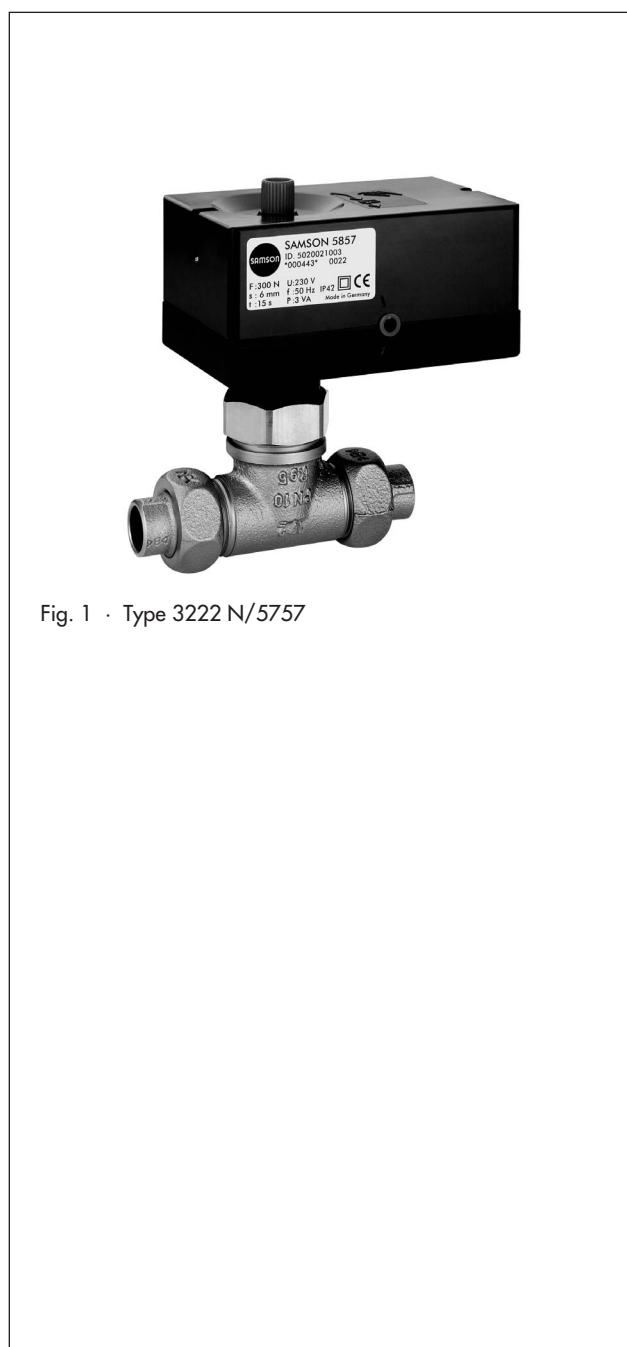 SAMSON 5857
SAMSON
ID. 5020021003
*000443* 0022
F :300 N U:230 V
s : 6 mm f :50 Hz IP42 CE
t :15 s P:3 VA Made in Germany
PN 10
Fig. 1 · Type 3222 N/5757